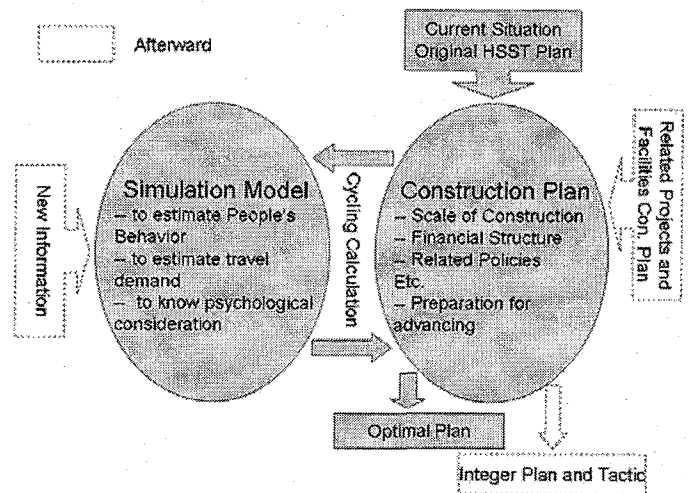 Afterward
Current Situation
Original HSST Plan
New Information
Simulation Model
– to estimate People's
Behavior
– to estimate travel
demand
– to know psychological
consideration
Cycling Calculation
Construction Plan
– Scale of Construction
– Financial Structure
– Related Policies
Etc.
– Preparation for
advancing
Related Projects and
Facilities Con. Plan
Optimal Plan
Integer Plan and Tactic